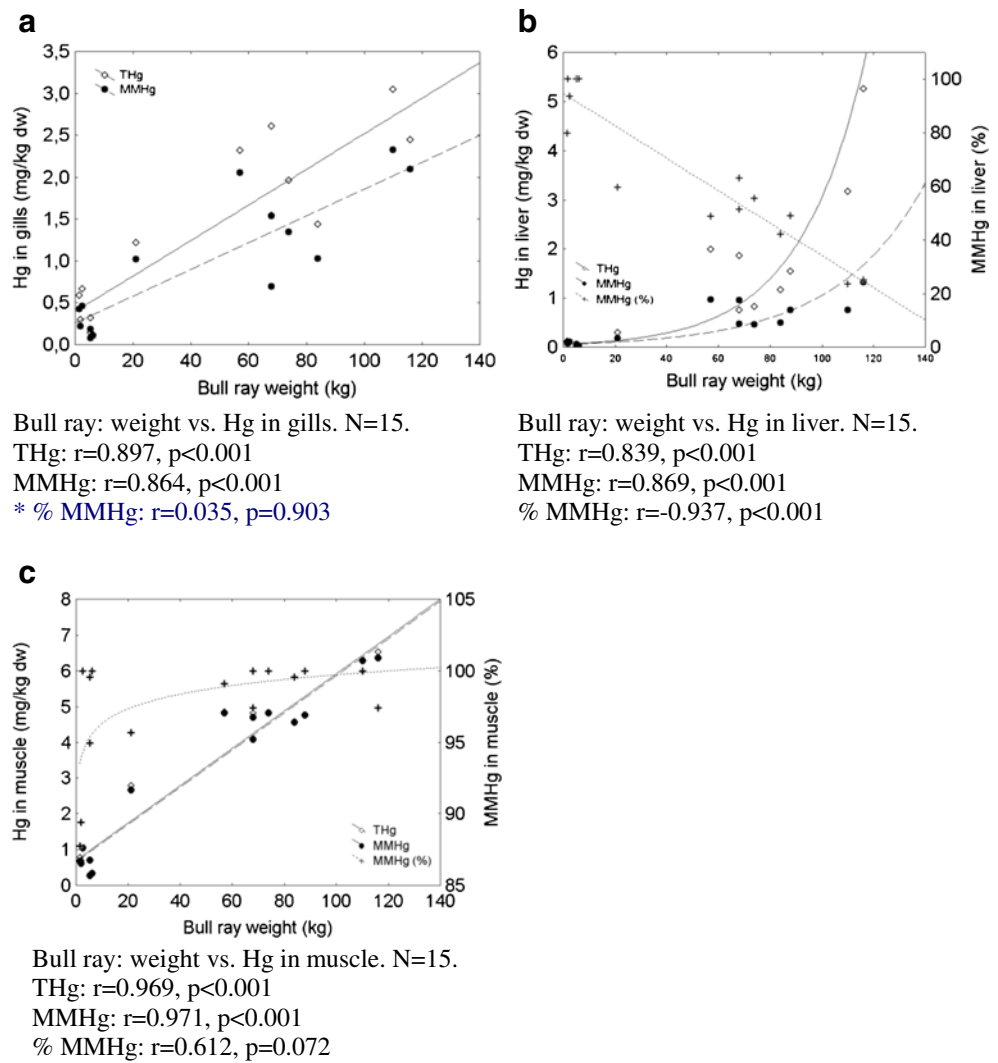 a
3,5
3,0
2,5
2,0
1,5
1,0
0,5
0,0
Hg in gills (mg/kg dw)
THg
MMHg
0 20 40 60 80 100 120 140
Bull ray weight (kg)
Bull ray: weight vs. Hg in gills. N=15.
THg: r=0.897, p<0.001
MMHg: r=0.864, p<0.001
* % MMHg: r=0.035, p=0.903
b
6
5
4
3
2
1
0
Hg in liver (mg/kg dw)
THg
MMHg
MMHg (%)
100
80
60
40
20
0
MMHg in liver (%)
0 20 40 60 80 100 120 140
Bull ray weight (kg)
Bull ray: weight vs. Hg in liver. N=15.
THg: r=0.839, p<0.001
MMHg: r=0.869, p<0.001
% MMHg: r=-0.937, p<0.001
c
8
7
6
5
4
3
2
1
0
Hg in muscle (mg/kg dw)
THg
MMHg
MMHg (%)
105
100
95
90
85
MMHg in muscle (%)
0 20 40 60 80 100 120 140
Bull ray weight (kg)
Bull ray: weight vs. Hg in muscle. N=15.
THg: r=0.969, p<0.001
MMHg: r=0.971, p<0.001
% MMHg: r=0.612, p=0.072